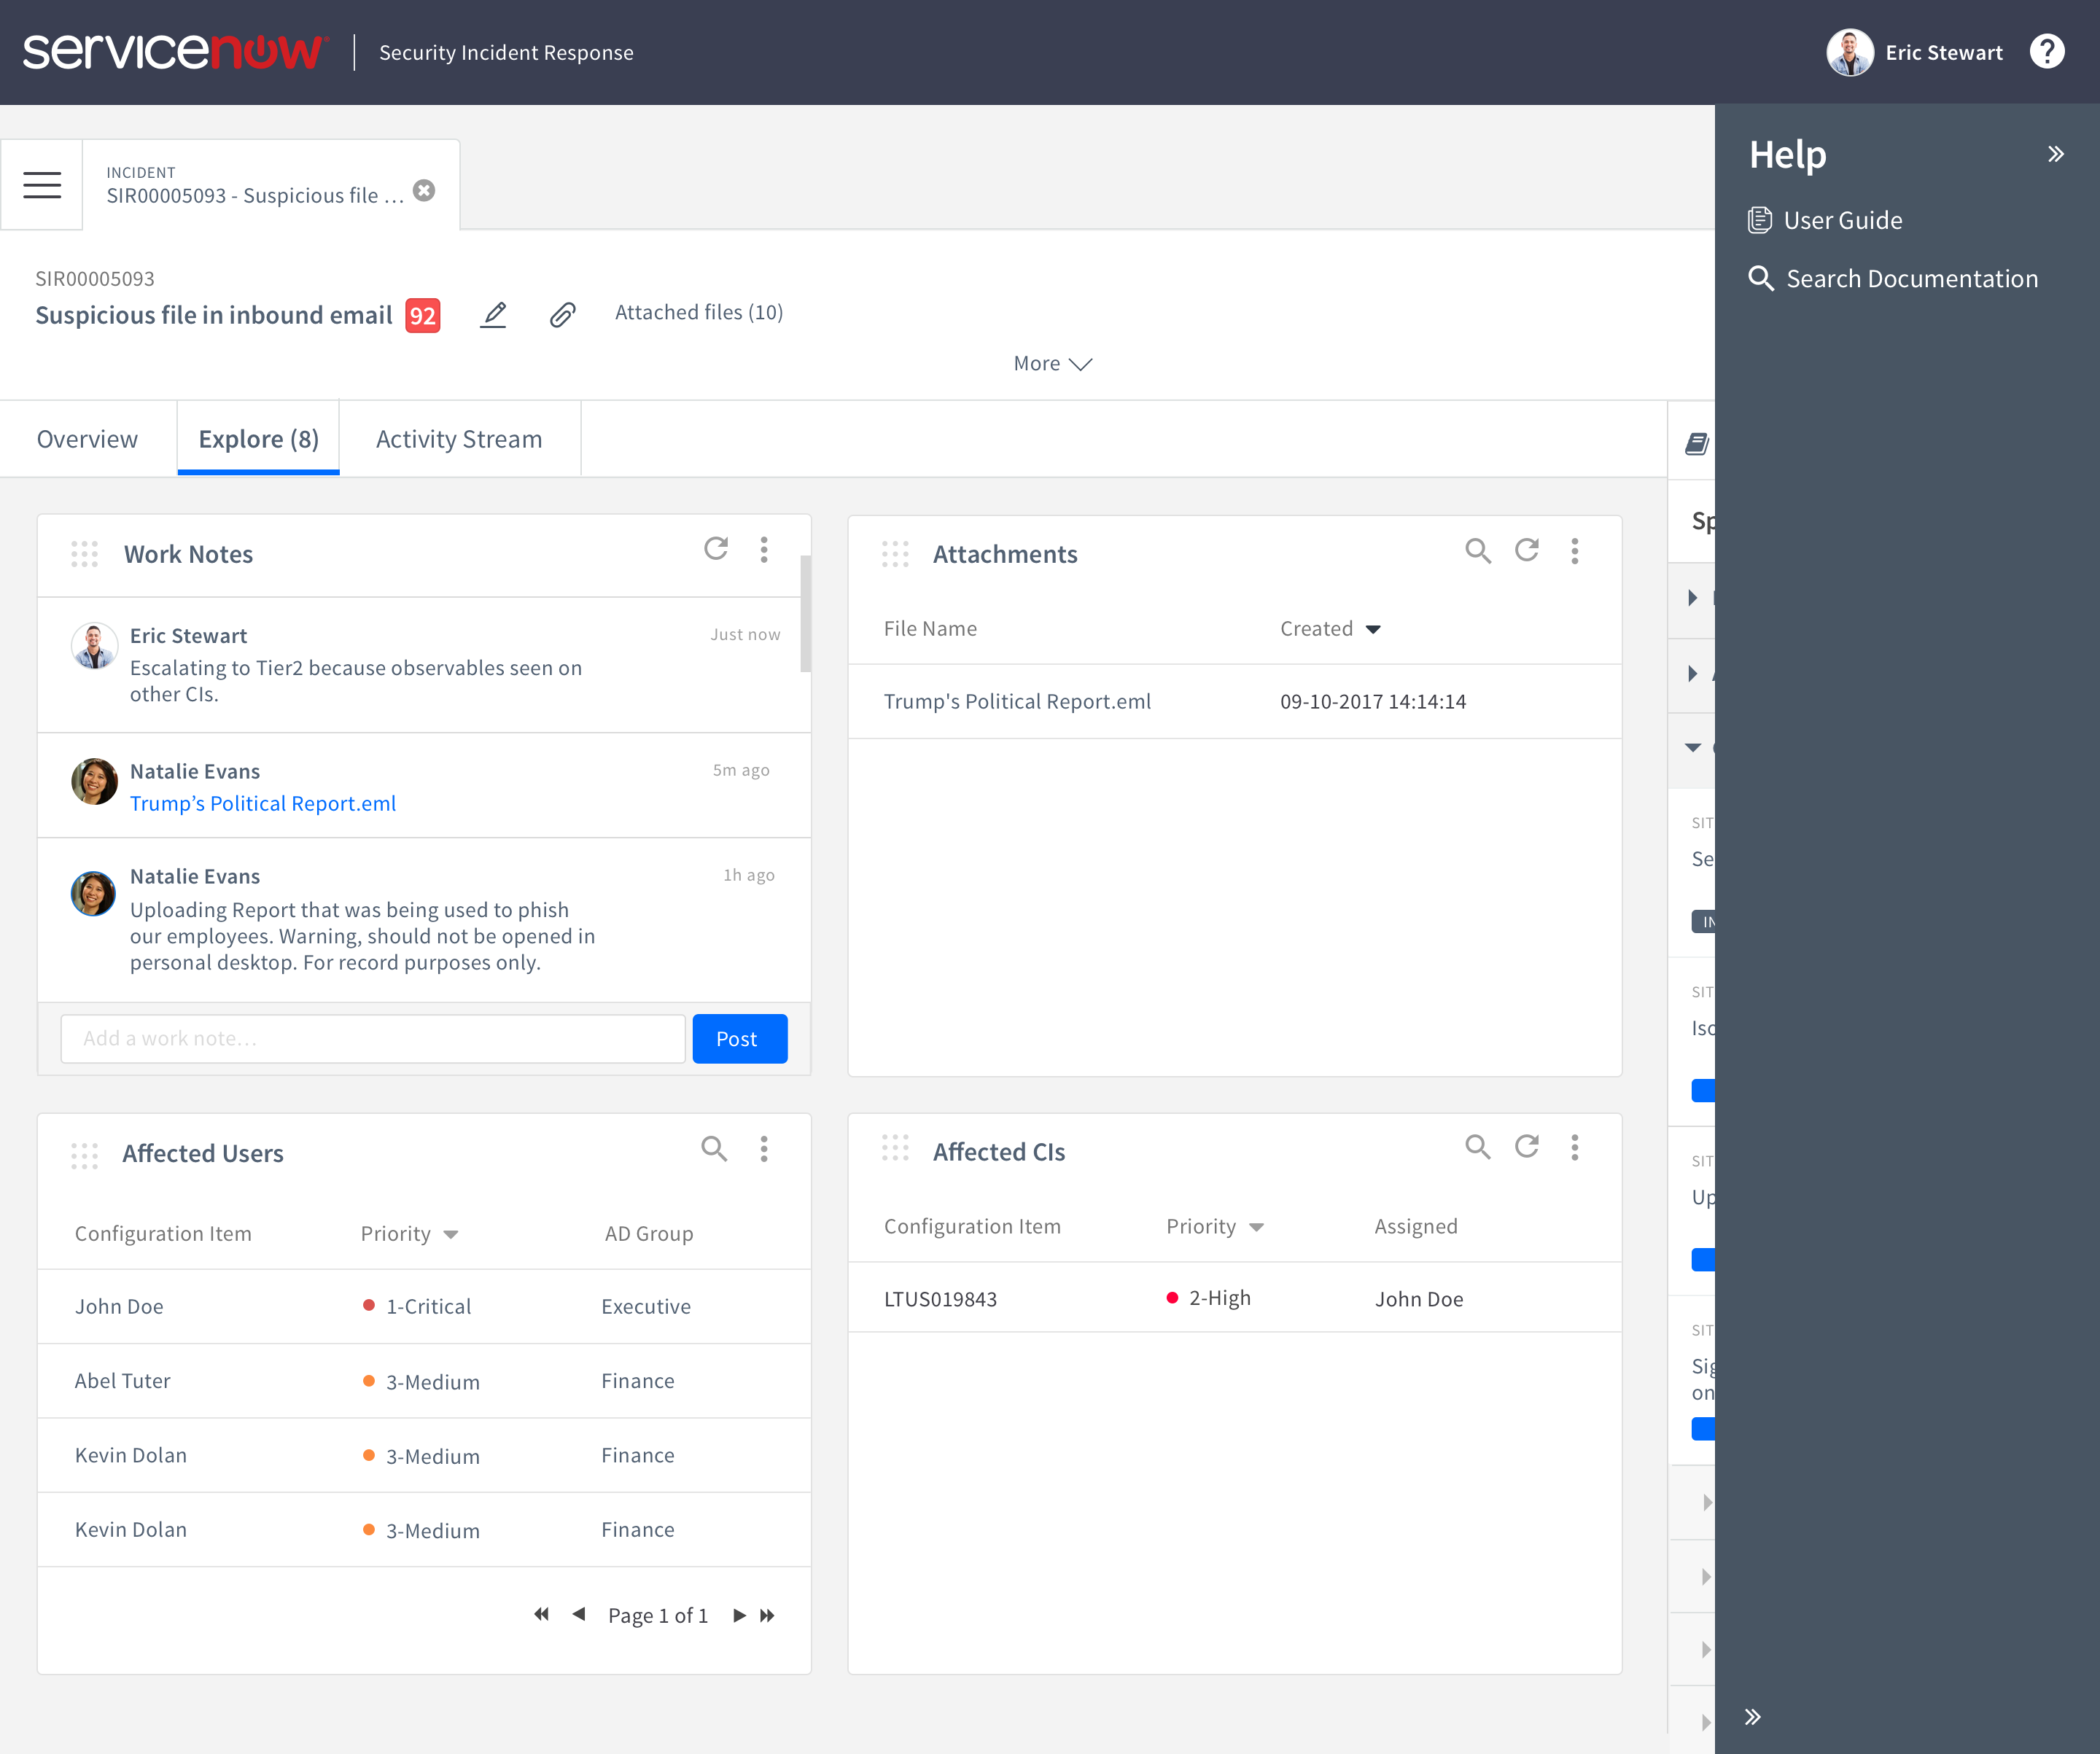 servicenow
Security Incident Response
Eric Stewart
?
INCIDENT
SIR00005093 - Suspicious file ...
Help
User Guide
Search Documentation
SIR00005093
Suspicious file in inbound email 92
Attached files (10)
More
Overview
Explore (8)
Activity Stream
Work Notes
Eric Stewart
Just now
Escalating to Tier2 because observables seen on
other CIs.
Natalie Evans
5m ago
Trump’s Political Report.eml
Natalie Evans
1h ago
Uploading Report that was being used to phish
our employees. Warning, should not be opened in
personal desktop. For record purposes only.
Add a work note...
Post
Attachments
File Name
Created
Trump's Political Report.eml
09-10-2017 14:14:14
Affected Users
Configuration Item
Priority
AD Group
John Doe
1-Critical
Executive
Abel Tuter
3-Medium
Finance
Kevin Dolan
3-Medium
Finance
Kevin Dolan
3-Medium
Finance
Page 1 of 1
Affected CIs
Configuration Item
Priority
Assigned
LTUS019843
2-High
John Doe
Sp
SIT
Se
IN
SIT
Iso
SIT
Up
SIT
Sig
on